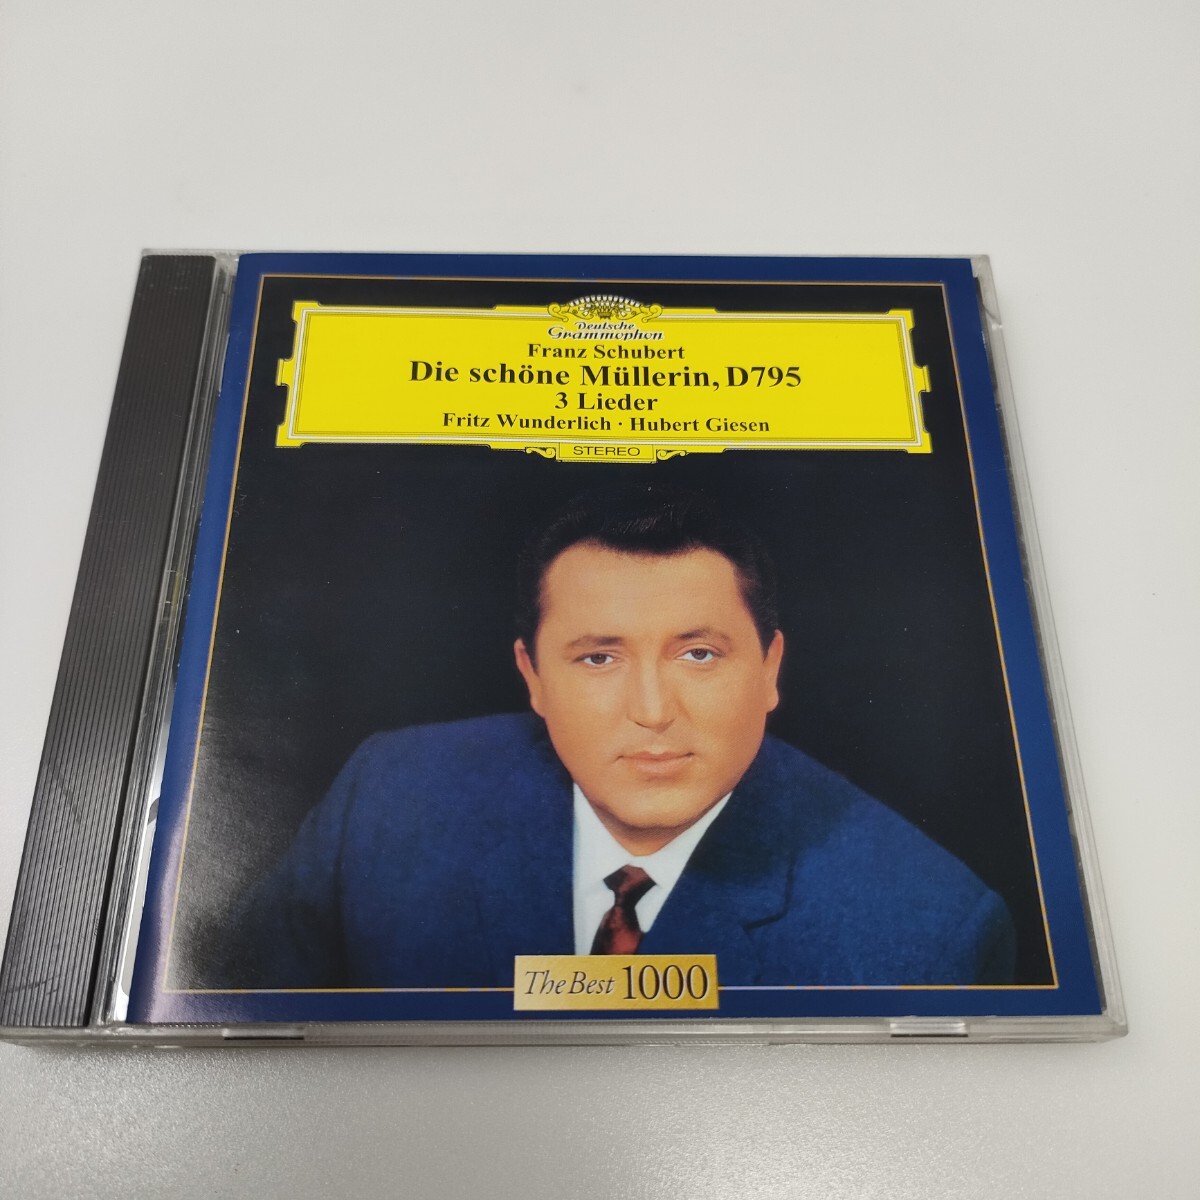 Deutsche
Grammophon
Franz Schubert
Die schöne Müllerin, D795
3 Lieder
Fritz Wunderlich · Hubert Giesen
STEREO
The Best 1000